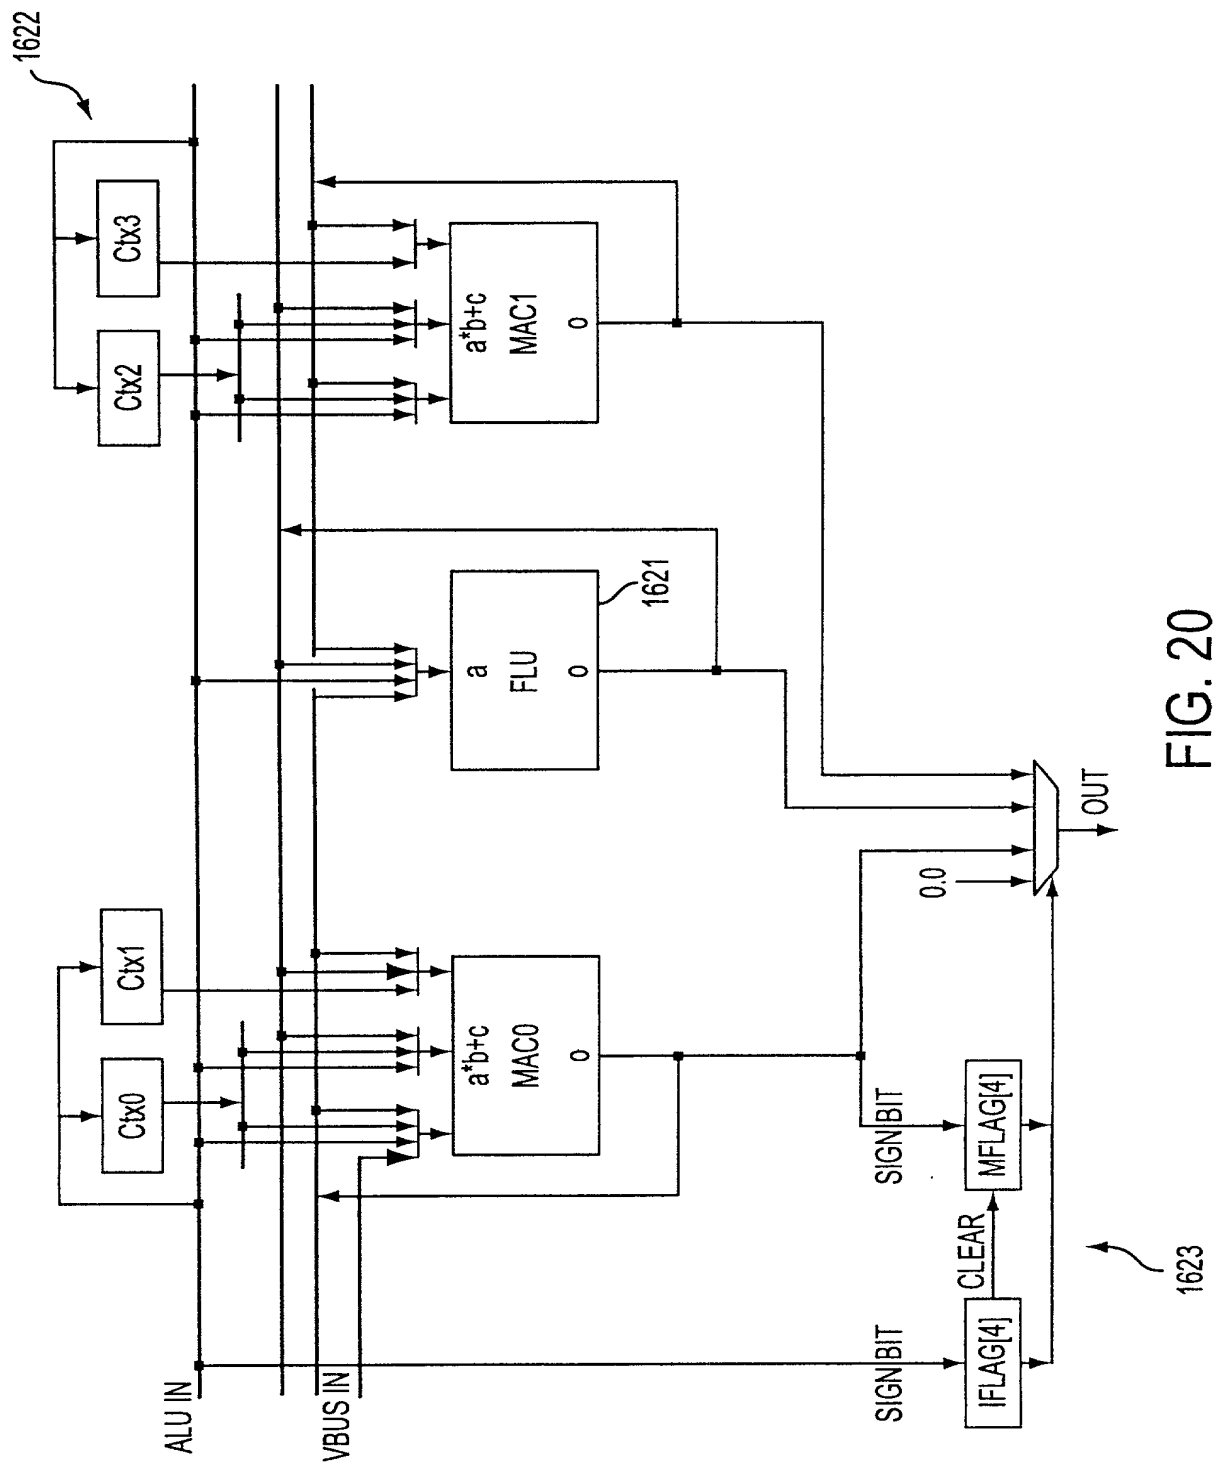 1622
Ctx0
Ctx1
Ctx2
Ctx3
ALU IN
VBUS IN
a*b+c
MAC0
o
a
FLU
o
1621
a*b+c
MAC1
o
SIGN BIT
SIGN BIT
0.0
IFLAG[4]
CLEAR
MFLAG[4]
OUT
1623
FIG. 20